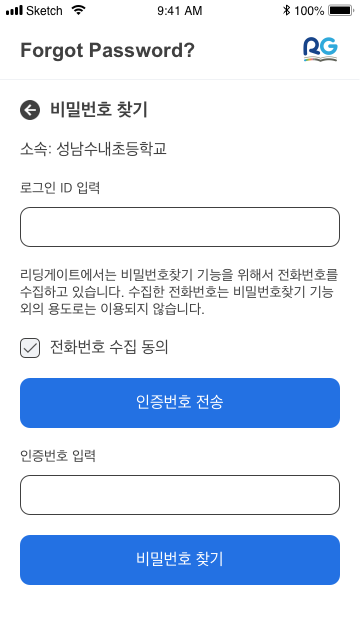 Sketch 9:41 AM 100%
Forgot Password?
RG
비밀번호 찾기
소속: 성남수내초등학교
로그인 ID 입력
리딩게이트에서는 비밀번호찾기 기능을 위해서 전화번호를
수집하고 있습니다. 수집한 전화번호는 비밀번호찾기 기능
외의 용도로는 이용되지 않습니다.
전화번호 수집 동의
인증번호 전송
인증번호 입력
비밀번호 찾기